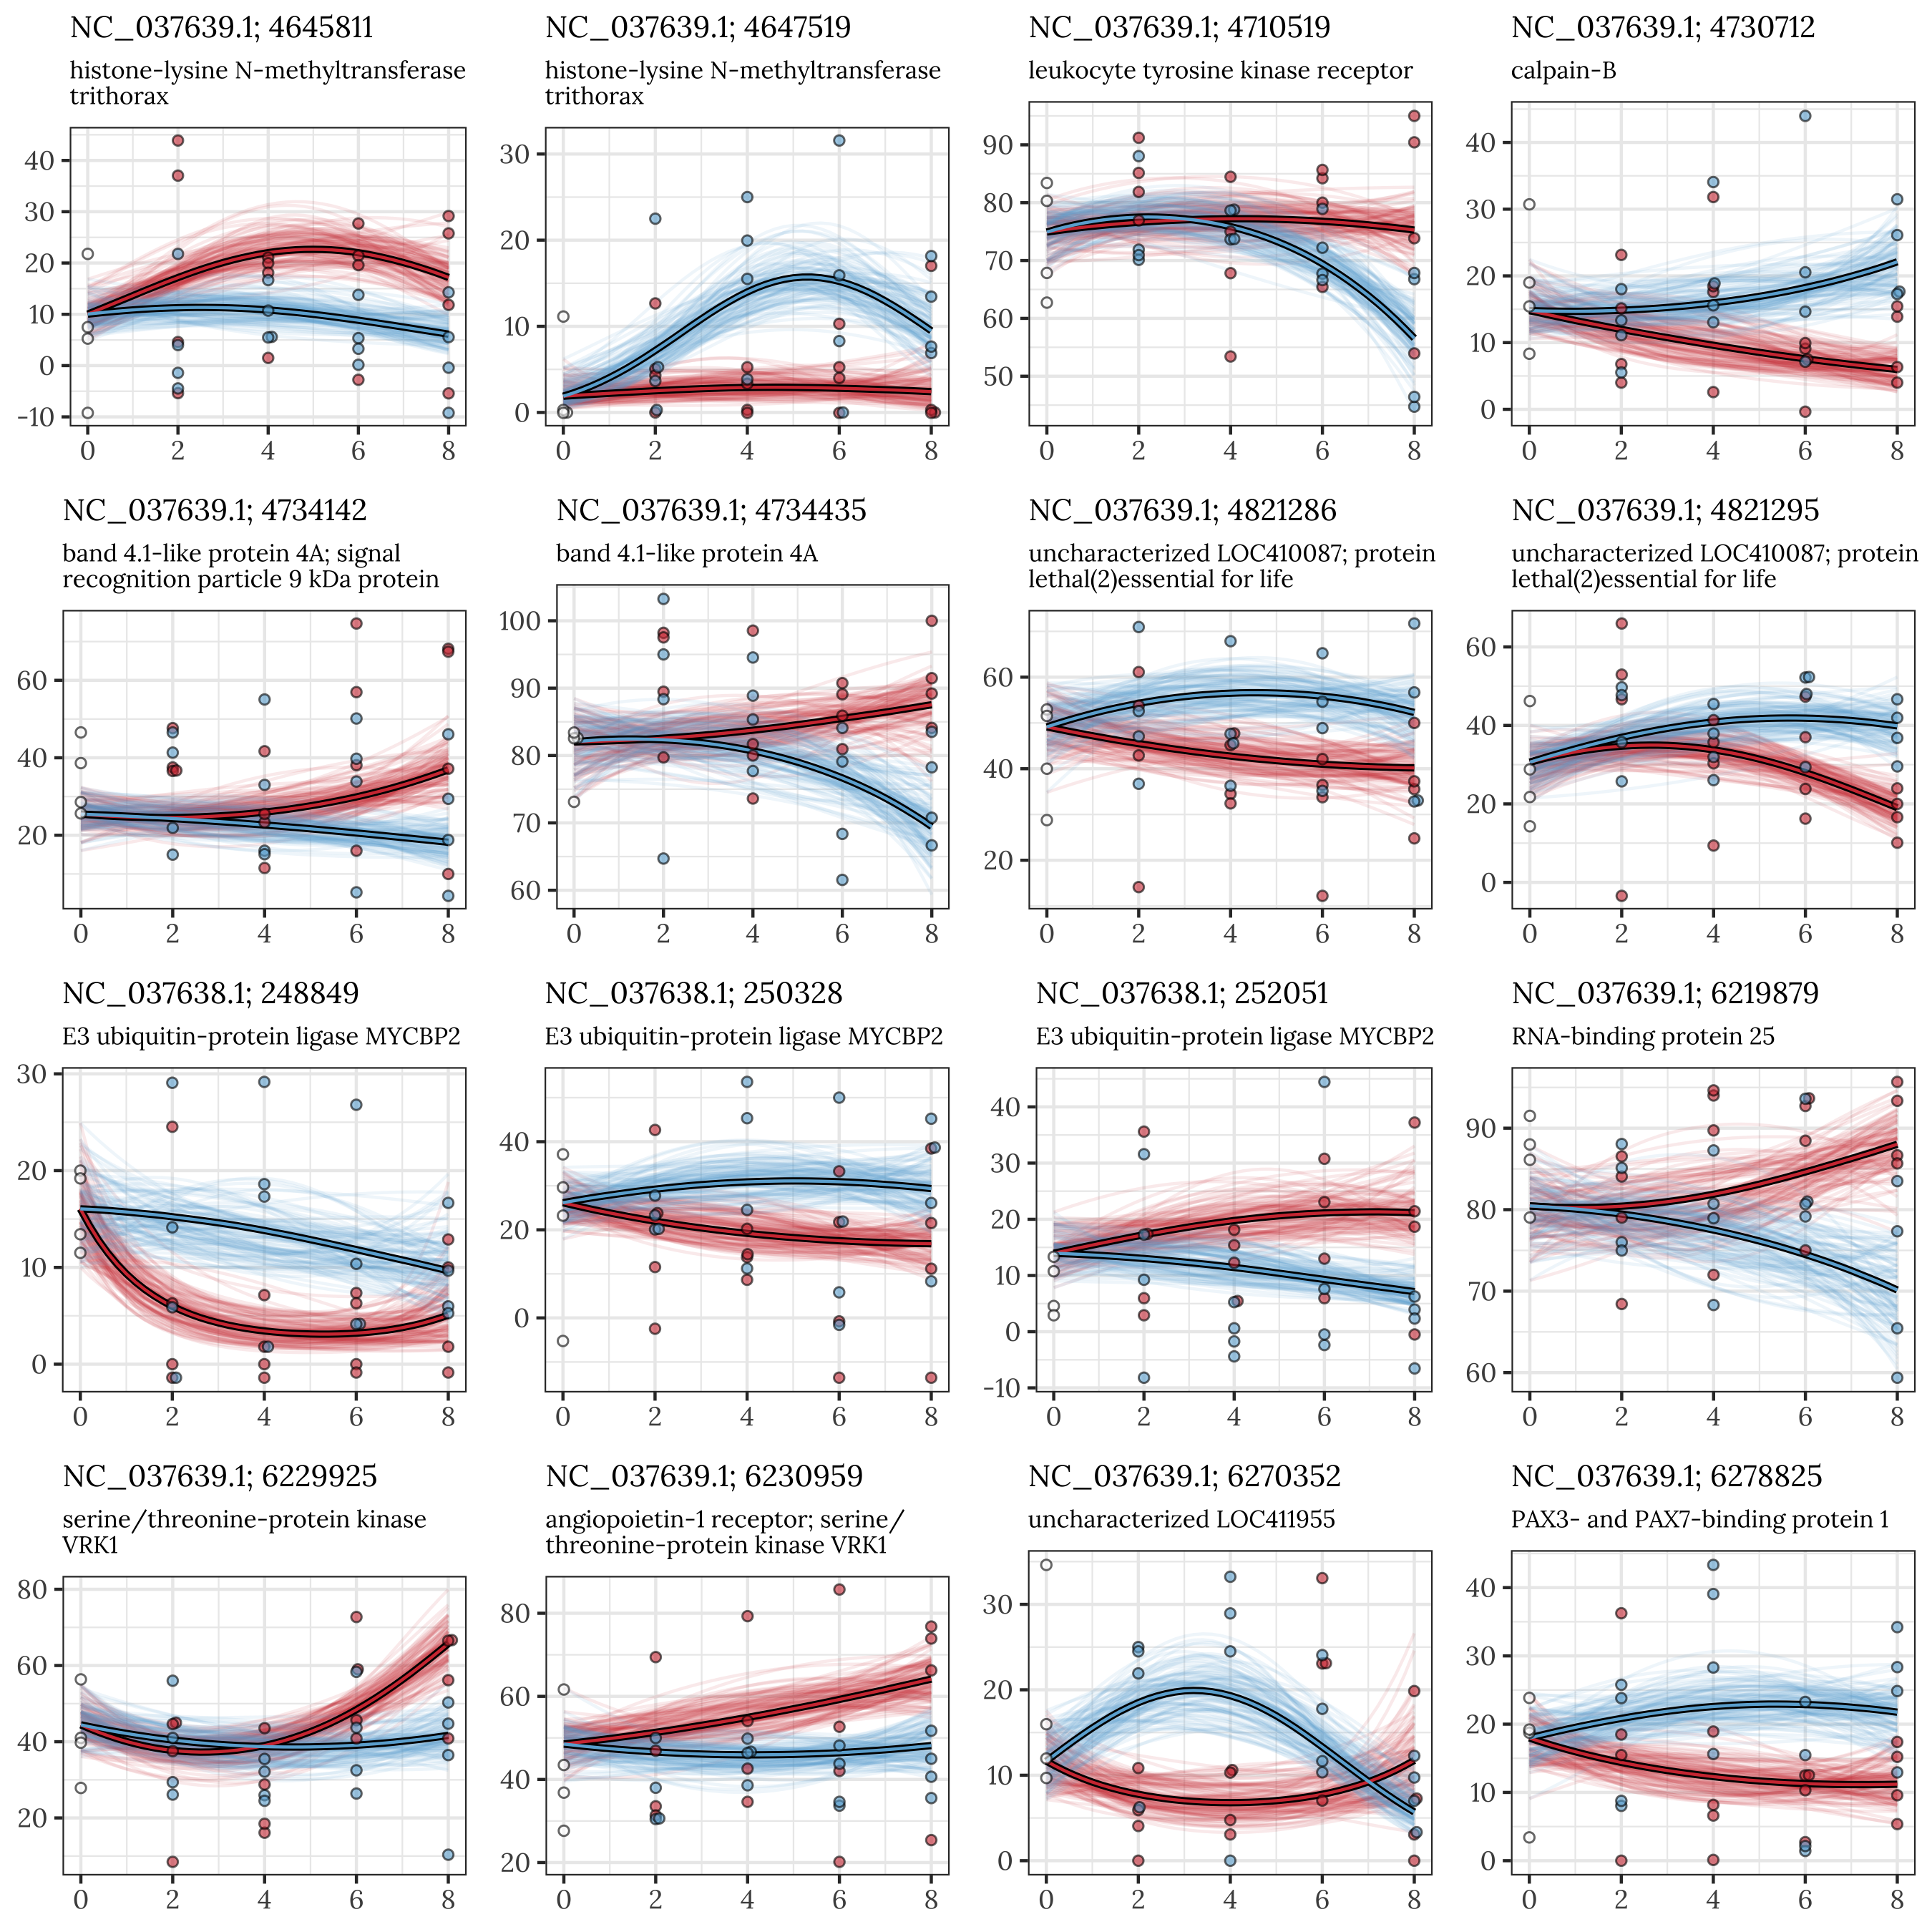 NC_037639.1; 4645811
histone-lysine N-methyltransferase
trithorax
40
30
20
10
0
-10
0 2 4 6 8
NC_037639.1; 4647519
histone-lysine N-methyltransferase
trithorax
30
20
10
0
0 2 4 6 8
NC_037639.1; 4710519
leukocyte tyrosine kinase receptor
90
80
70
60
50
0 2 4 6 8
NC_037639.1; 4730712
calpain-B
40
30
20
10
0
0 2 4 6 8
NC_037639.1; 4734142
band 4.1-like protein 4A; signal
recognition particle 9 kDa protein
60
40
20
0 2 4 6 8
NC_037639.1; 4734435
band 4.1-like protein 4A
100
90
80
70
60
0 2 4 6 8
NC_037639.1; 4821286
uncharacterized LOC410087; protein
lethal(2)essential for life
60
40
20
0 2 4 6 8
NC_037639.1; 4821295
uncharacterized LOC410087; protein
lethal(2)essential for life
60
40
20
0
0 2 4 6 8
NC_037638.1; 248849
E3 ubiquitin-protein ligase MYCBP2
30
20
10
0
0 2 4 6 8
NC_037638.1; 250328
E3 ubiquitin-protein ligase MYCBP2
40
20
0
0 2 4 6 8
NC_037638.1; 252051
E3 ubiquitin-protein ligase MYCBP2
40
30
20
10
0
-10
0 2 4 6 8
NC_037639.1; 6219879
RNA-binding protein 25
90
80
70
60
0 2 4 6 8
NC_037639.1; 6229925
serine/threonine-protein kinase
VRK1
80
60
40
20
0 2 4 6 8
NC_037639.1; 6230959
angiopoietin-1 receptor; serine/
threonine-protein kinase VRK1
80
60
40
20
0 2 4 6 8
NC_037639.1; 6270352
uncharacterized LOC411955
30
20
10
0
0 2 4 6 8
NC_037639.1; 6278825
PAX3- and PAX7-binding protein 1
40
30
20
10
0
0 2 4 6 8